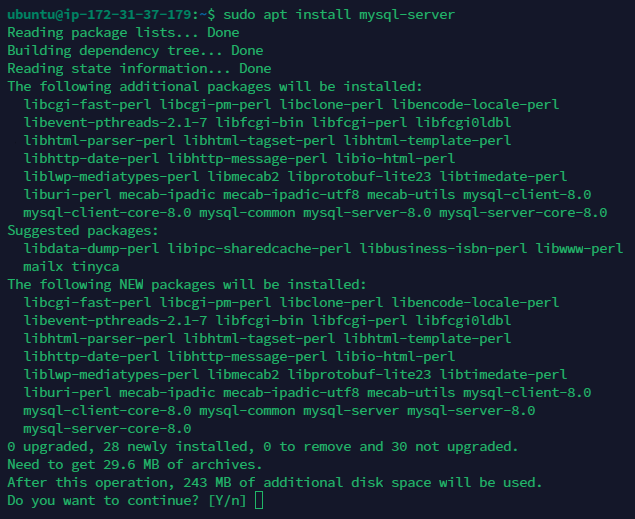 ubuntu@ip-172-31-37-179:~$ sudo apt install mysql-server
Reading package lists... Done
Building dependency tree... Done
Reading state information... Done
The following additional packages will be installed:
  libcgi-fast-perl libcgi-pm-perl libclone-perl libencode-locale-perl
  libevent-pthreads-2.1-7 libfcgi-bin libfcgi-perl libfcgi0ldbl
  libhtml-parser-perl libhtml-tagset-perl libhtml-template-perl
  libhttp-date-perl libhttp-message-perl libio-html-perl
  liblwp-mediatypes-perl libmecab2 libprotobuf-lite23 libtimedate-perl
  liburi-perl mecab-ipadic mecab-ipadic-utf8 mecab-utils mysql-client-8.0
  mysql-client-core-8.0 mysql-common mysql-server-8.0 mysql-server-core-8.0
Suggested packages:
  libdata-dump-perl libipc-sharedcache-perl libbusiness-isbn-perl libwww-perl
  mailx tinyca
The following NEW packages will be installed:
  libcgi-fast-perl libcgi-pm-perl libclone-perl libencode-locale-perl
  libevent-pthreads-2.1-7 libfcgi-bin libfcgi-perl libfcgi0ldbl
  libhtml-parser-perl libhtml-tagset-perl libhtml-template-perl
  libhttp-date-perl libhttp-message-perl libio-html-perl
  liblwp-mediatypes-perl libmecab2 libprotobuf-lite23 libtimedate-perl
  liburi-perl mecab-ipadic mecab-ipadic-utf8 mecab-utils mysql-client-8.0
  mysql-client-core-8.0 mysql-common mysql-server mysql-server-8.0
  mysql-server-core-8.0
0 upgraded, 28 newly installed, 0 to remove and 30 not upgraded.
Need to get 29.6 MB of archives.
After this operation, 243 MB of additional disk space will be used.
Do you want to continue? [Y/n]